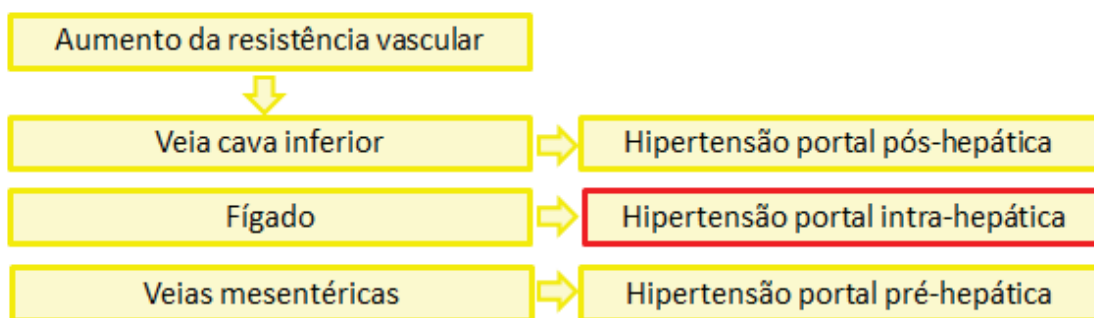 Aumento da resistência vascular
Veia cava inferior
Hipertensão portal pós-hepática
Fígado
Hipertensão portal intra-hepática
Veias mesentéricas
Hipertensão portal pré-hepática